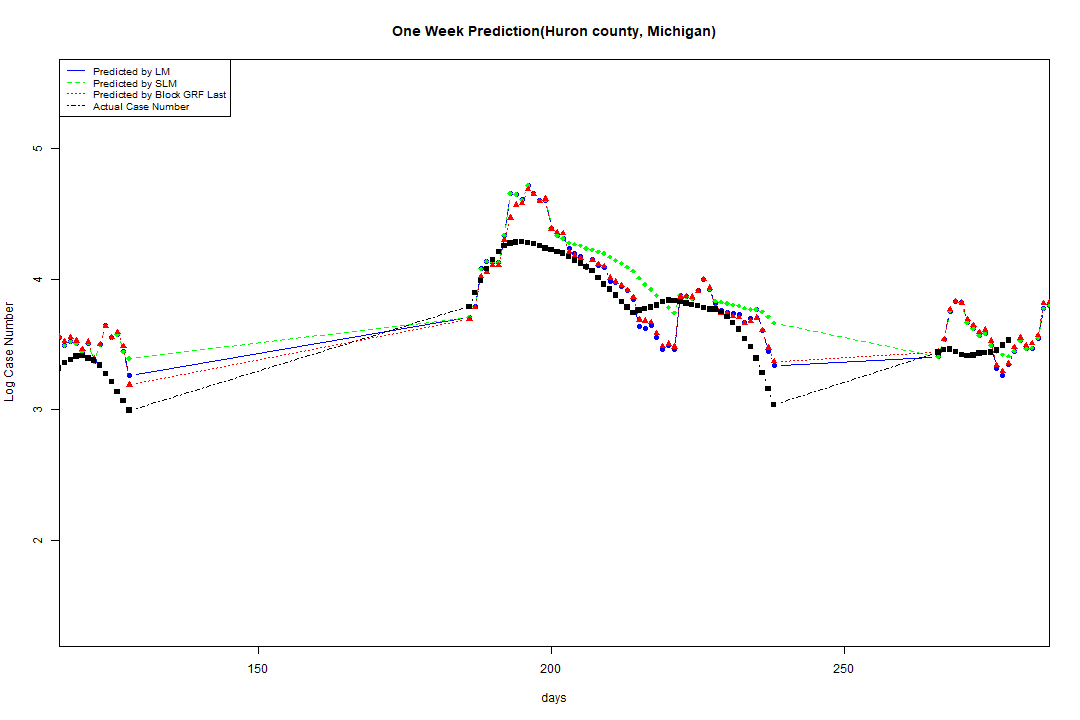 One Week Prediction(Huron county, Michigan)
Predicted by LM
Predicted by SLM
Predicted by Block GRF Last
Actual Case Number
5
4
3
2
Log Case Number
150 200 250
days